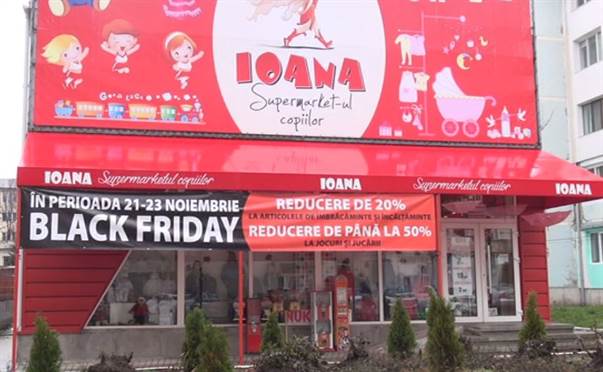 IOANA
Supermarket-ul
copiilor
IOANA Supermarketul copiilor IOANA Supermarketul copiilor IOANA
ÎN PERIOADA 21-23 NOIEMBRIE
BLACK FRIDAY
REDUCERE DE 20%
LA ARTICOLELE DE ÎMBRĂCĂMINTE ȘI ÎNCĂLȚĂMINTE
REDUCERE DE PÂNĂ LA 50%
LA JOCURI ȘI JUCĂRII